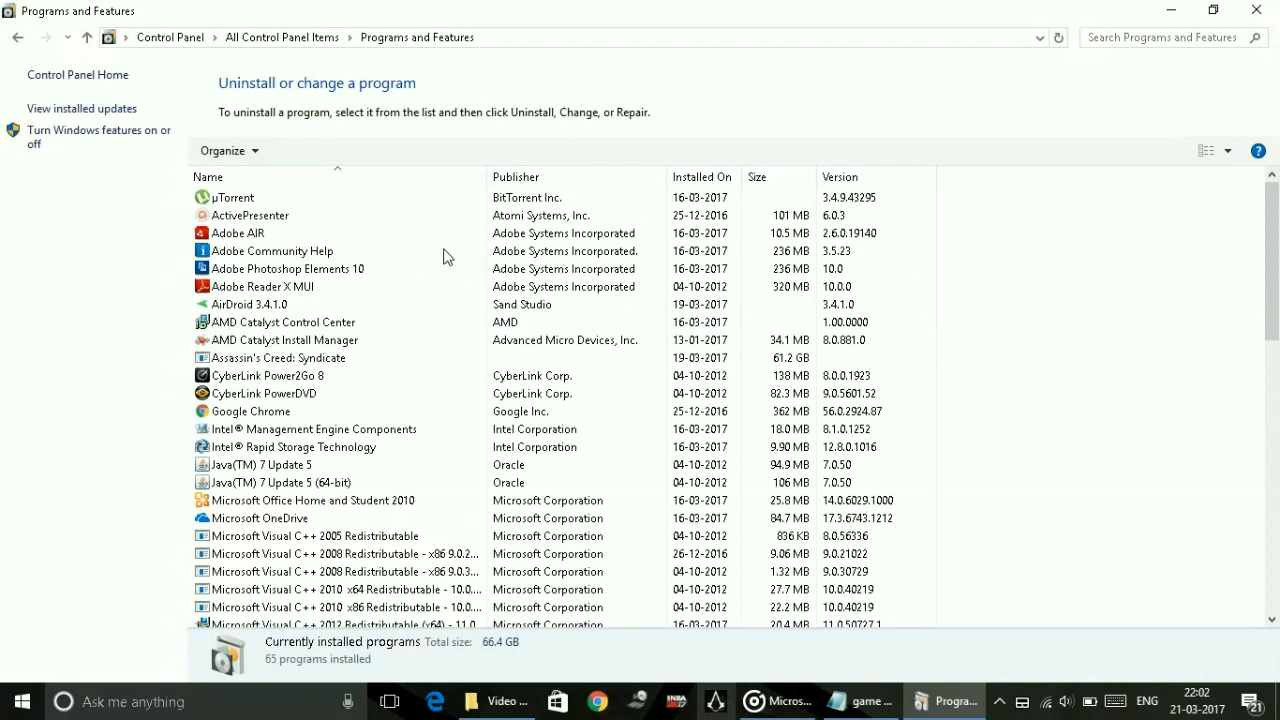 Programs and Features
Control Panel > All Control Panel Items > Programs and Features
Search Programs and Features
Control Panel Home
View installed updates
Turn Windows features on or
off
Uninstall or change a program
To uninstall a program, select it from the list and then click Uninstall, Change, or Repair.
Organize
Name Publisher Installed On Size Version
µTorrent BitTorrent Inc. 16-03-2017 3.4.9.43295
ActivePresenter Atomi Systems, Inc. 25-12-2016 101 MB 6.0.3
Adobe AIR Adobe Systems Incorporated 16-03-2017 10.5 MB 2.6.0.19140
Adobe Community Help Adobe Systems Incorporated. 16-03-2017 236 MB 3.5.23
Adobe Photoshop Elements 10 Adobe Systems Incorporated 16-03-2017 236 MB 10.0
Adobe Reader X MUI Adobe Systems Incorporated 04-10-2012 320 MB 10.0.0
AirDroid 3.4.1.0 Sand Studio 19-03-2017 3.4.1.0
AMD Catalyst Control Center AMD 16-03-2017 1.00.0000
AMD Catalyst Install Manager Advanced Micro Devices, Inc. 13-01-2017 34.1 MB 8.0.881.0
Assassin's Creed: Syndicate 19-03-2017 61.2 GB
CyberLink Power2Go 8 CyberLink Corp. 04-10-2012 138 MB 8.0.0.1923
CyberLink PowerDVD CyberLink Corp. 04-10-2012 82.3 MB 9.0.5601.52
Google Chrome Google Inc. 25-12-2016 362 MB 56.0.2924.87
Intel® Management Engine Components Intel Corporation 16-03-2017 18.0 MB 8.1.0.1252
Intel® Rapid Storage Technology Intel Corporation 16-03-2017 9.90 MB 12.8.0.1016
Java(TM) 7 Update 5 Oracle 04-10-2012 94.9 MB 7.0.50
Java(TM) 7 Update 5 (64-bit) Oracle 04-10-2012 106 MB 7.0.50
Microsoft Office Home and Student 2010 Microsoft Corporation 16-03-2017 25.8 MB 14.0.6029.1000
Microsoft OneDrive Microsoft Corporation 16-03-2017 84.7 MB 17.3.6743.1212
Microsoft Visual C++ 2005 Redistributable Microsoft Corporation 04-10-2012 836 KB 8.0.56336
Microsoft Visual C++ 2008 Redistributable - x86 9.0.2... Microsoft Corporation 26-12-2016 9.06 MB 9.0.21022
Microsoft Visual C++ 2008 Redistributable - x86 9.0.3... Microsoft Corporation 04-10-2012 1.32 MB 9.0.30729
Microsoft Visual C++ 2010 x64 Redistributable - 10.0.... Microsoft Corporation 04-10-2012 27.7 MB 10.0.40219
Microsoft Visual C++ 2010 x86 Redistributable - 10.0.... Microsoft Corporation 04-10-2012 22.2 MB 10.0.40219
Microsoft Visual C++ 2012 Redistributable (x64) - 11.0... Microsoft Corporation 16-03-2017 20.4 MB 11.0.50727.1
Currently installed programs Total size: 66.4 GB
65 programs installed
Ask me anything Video ... Micros... game ... Progra... ENG 22:02
21-03-2017 21